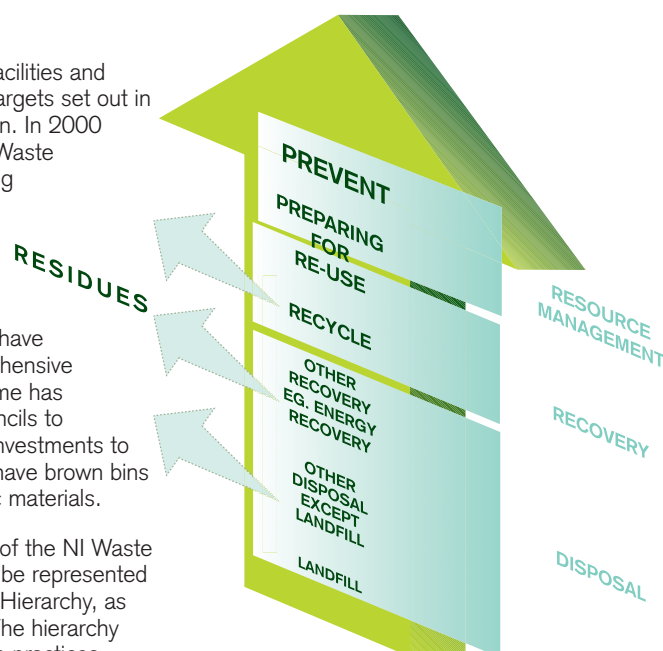 acilities and
argets set out in
n. In 2000
Waste
g
have
hensive
me has
ncils to
nvestments to
have brown bins
c materials.
of the NI Waste
be represented
Hierarchy, as
he hierarchy
practices
RESIDUES
PREVENT
PREPARING
FOR
RE-USE
RECYCLE
OTHER
RECOVERY
EG. ENERGY
RECOVERY
OTHER
DISPOSAL
EXCEPT
LANDFILL
LANDFILL
RESOURCE
MANAGEMENT
RECOVERY
DISPOSAL